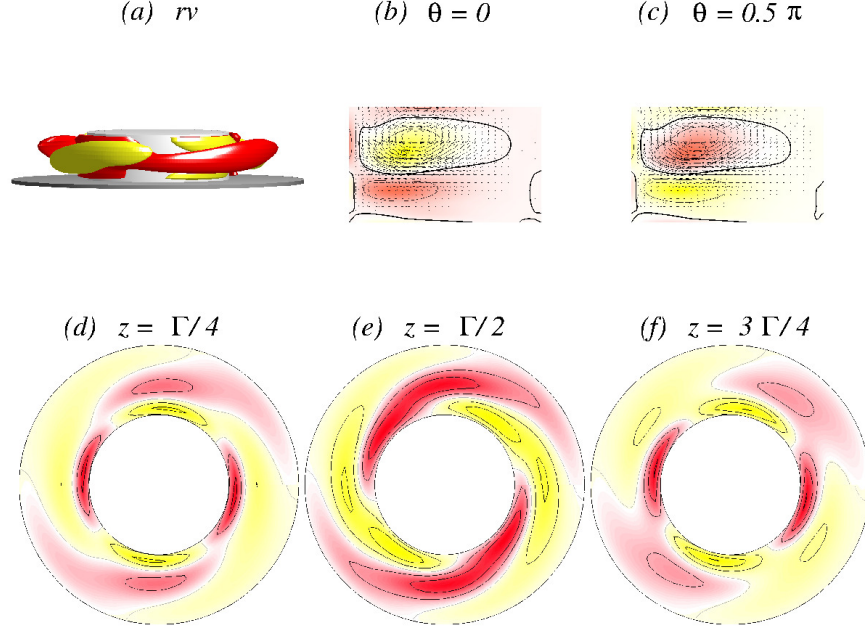 (a) rv
(b) θ = 0
(c) θ = 0.5 π
(d) z = Γ/4
(e) z = Γ/2
(f) z = 3 Γ/4